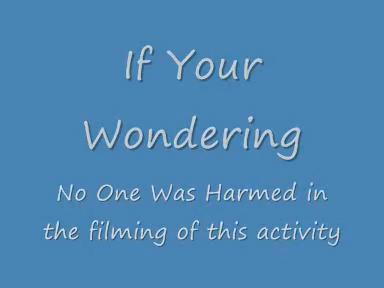 If Your
Wondering
No One Was Harmed in
the filming of this activity